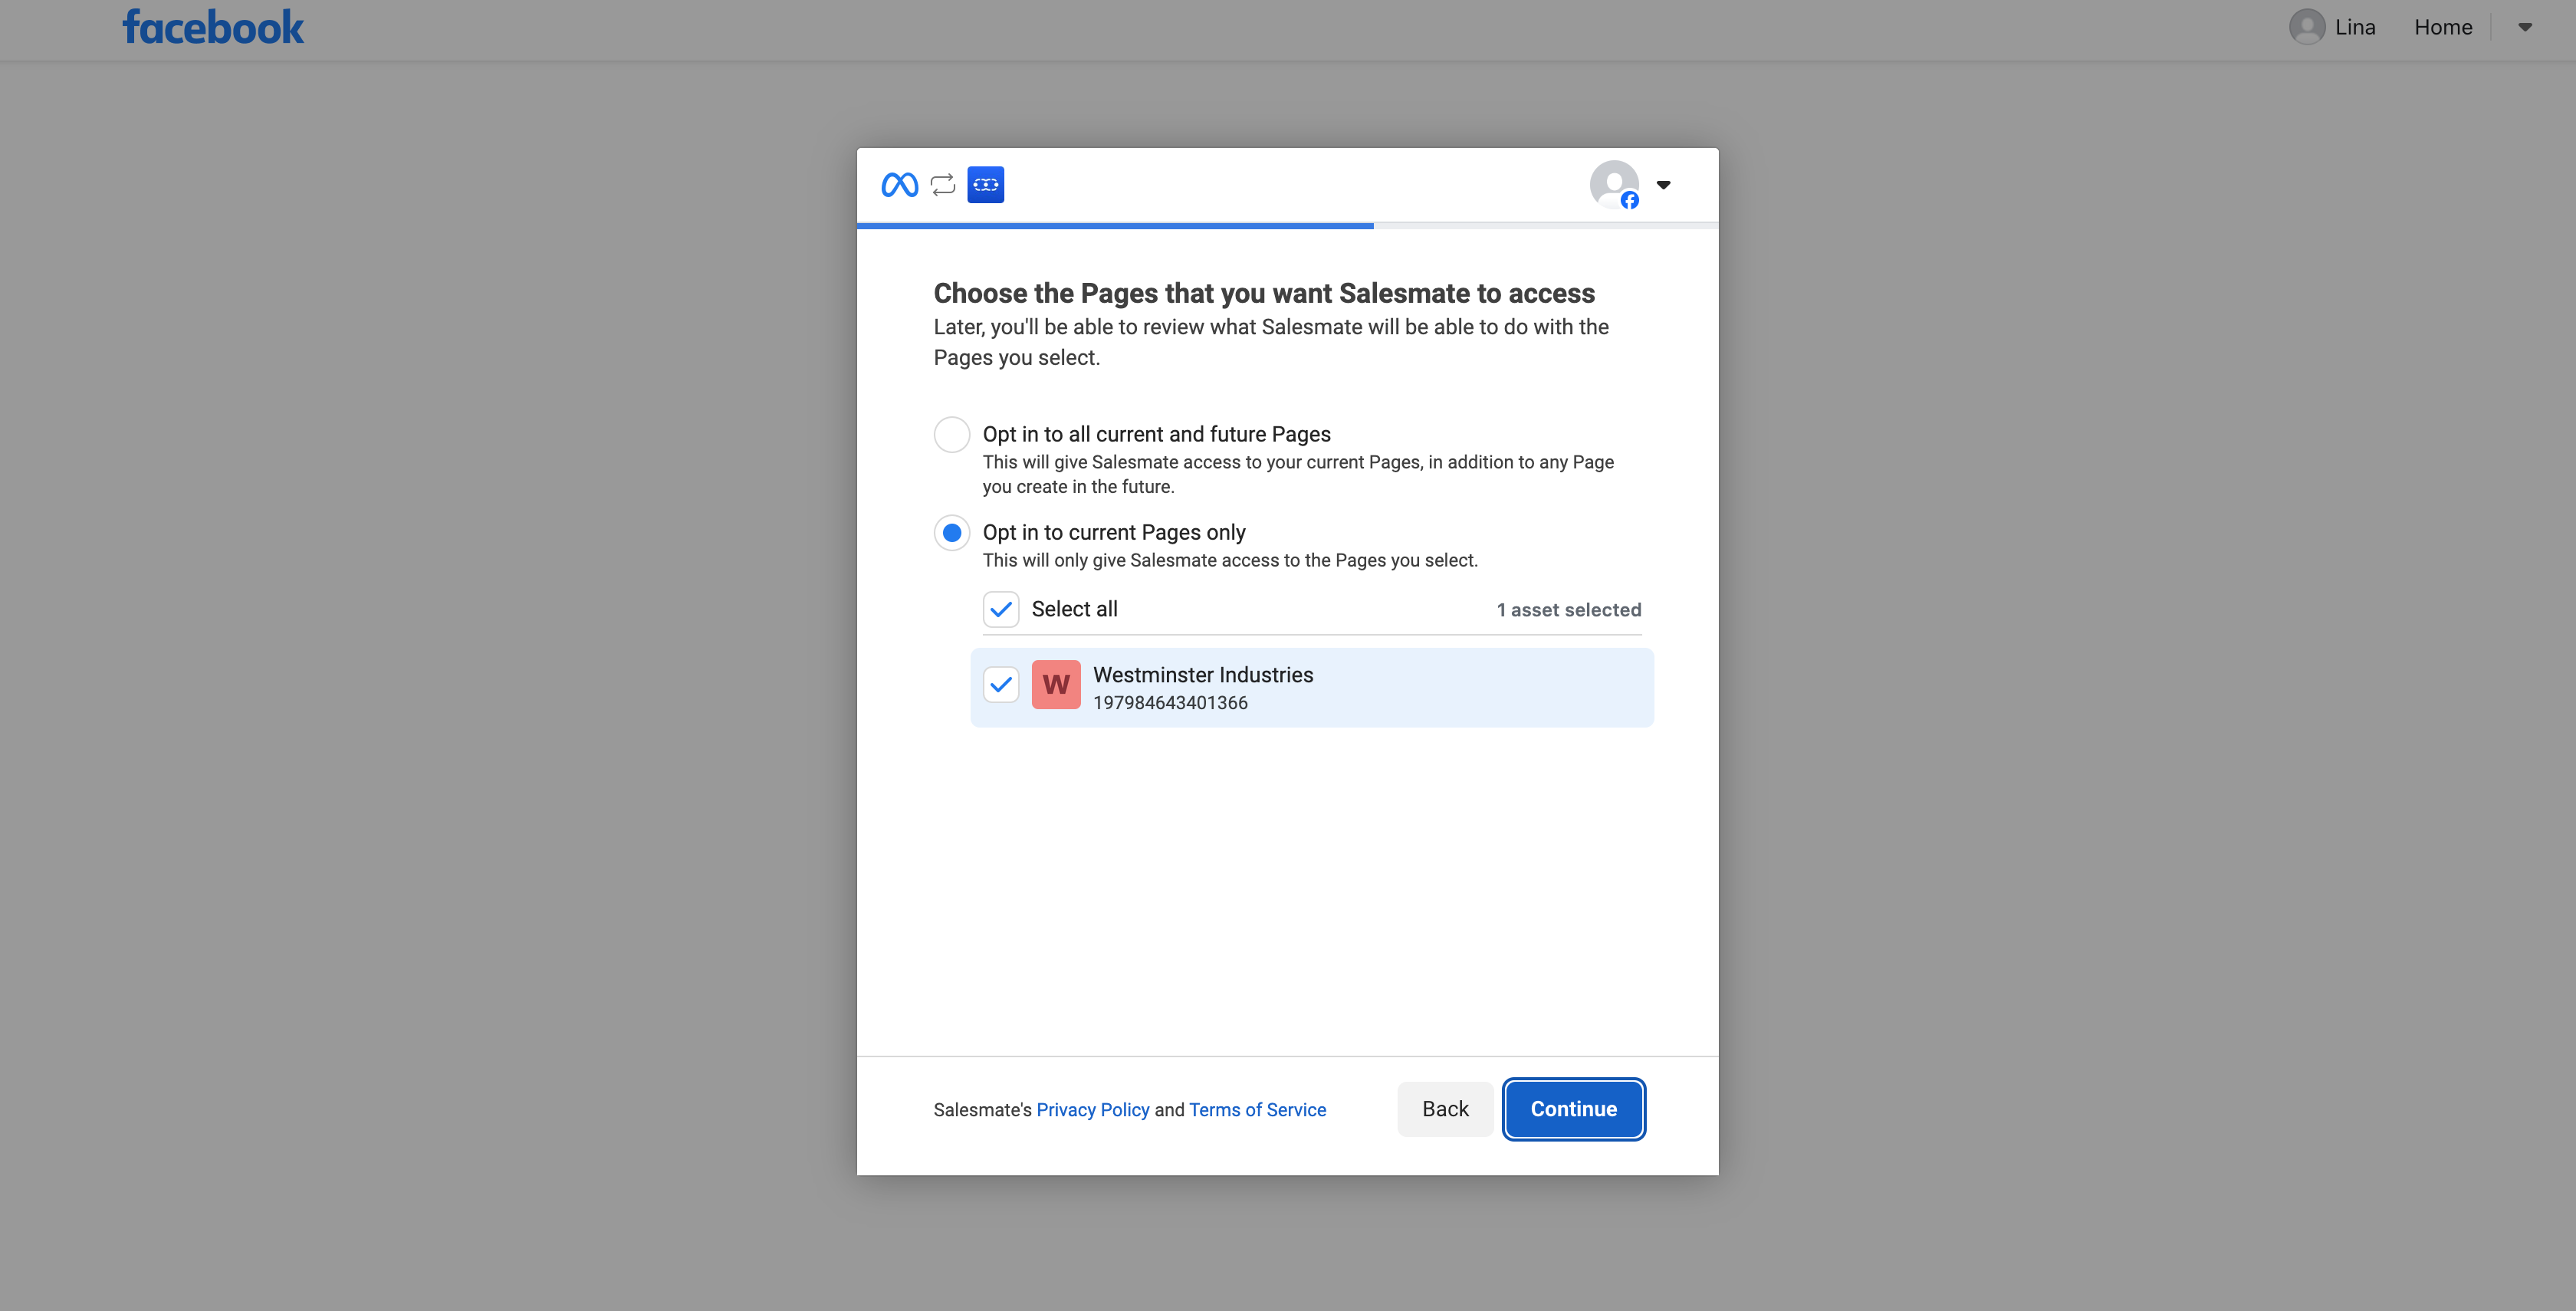 facebook
Lina
Home
Choose the Pages that you want Salesmate to access
Later, you'll be able to review what Salesmate will be able to do with the
Pages you select.
Opt in to all current and future Pages
This will give Salesmate access to your current Pages, in addition to any Page
you create in the future.
Opt in to current Pages only
This will only give Salesmate access to the Pages you select.
Select all
1 asset selected
W
Westminster Industries
197984643401366
Salesmate's Privacy Policy and Terms of Service
Back
Continue